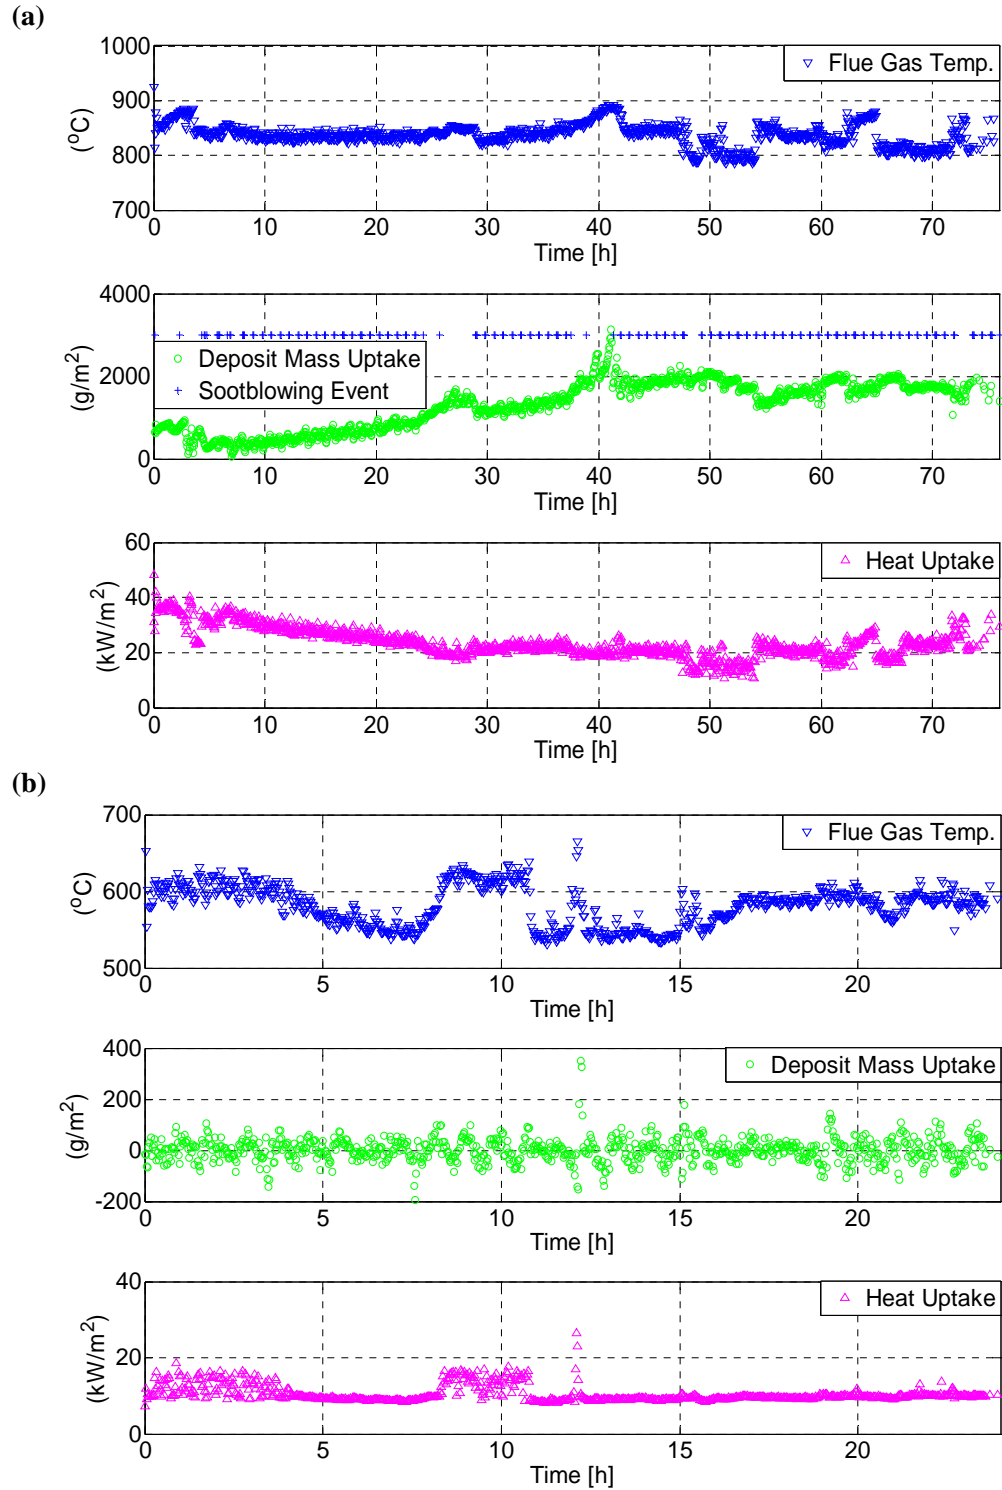 (a)
1000
900
800
700
(°C)
Flue Gas Temp.
0 10 20 30 40 50 60 70
Time [h]
4000
2000
0
(g/m²)
Deposit Mass Uptake
Sootblowing Event
0 10 20 30 40 50 60 70
Time [h]
60
40
20
0
(kW/m²)
Heat Uptake
0 10 20 30 40 50 60 70
Time [h]
(b)
700
600
500
(°C)
Flue Gas Temp.
0 5 10 15 20
Time [h]
400
200
0
-200
(g/m²)
Deposit Mass Uptake
0 5 10 15 20
Time [h]
40
20
0
(kW/m²)
Heat Uptake
0 5 10 15 20
Time [h]